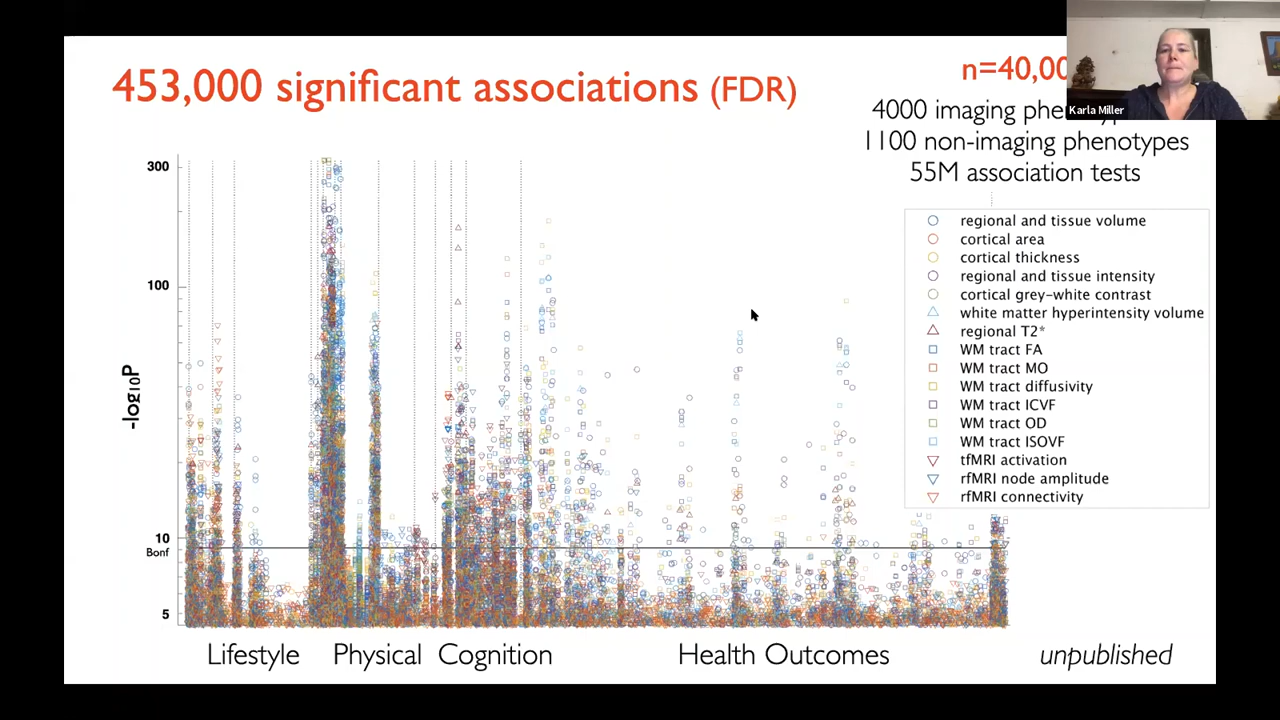 453,000 significant associations (FDR)
n=40,00
4000 imaging phe
Karla Miller
1100 non-imaging phenotypes
55M association tests
300
100
10
Bonf
5
-log10P
regional and tissue volume
cortical area
cortical thickness
regional and tissue intensity
cortical grey-white contrast
white matter hyperintensity volume
regional T2*
WM tract FA
WM tract MO
WM tract diffusivity
WM tract ICVF
WM tract OD
WM tract ISOVF
tfMRI activation
rfMRI node amplitude
rfMRI connectivity
Lifestyle Physical Cognition Health Outcomes unpublished